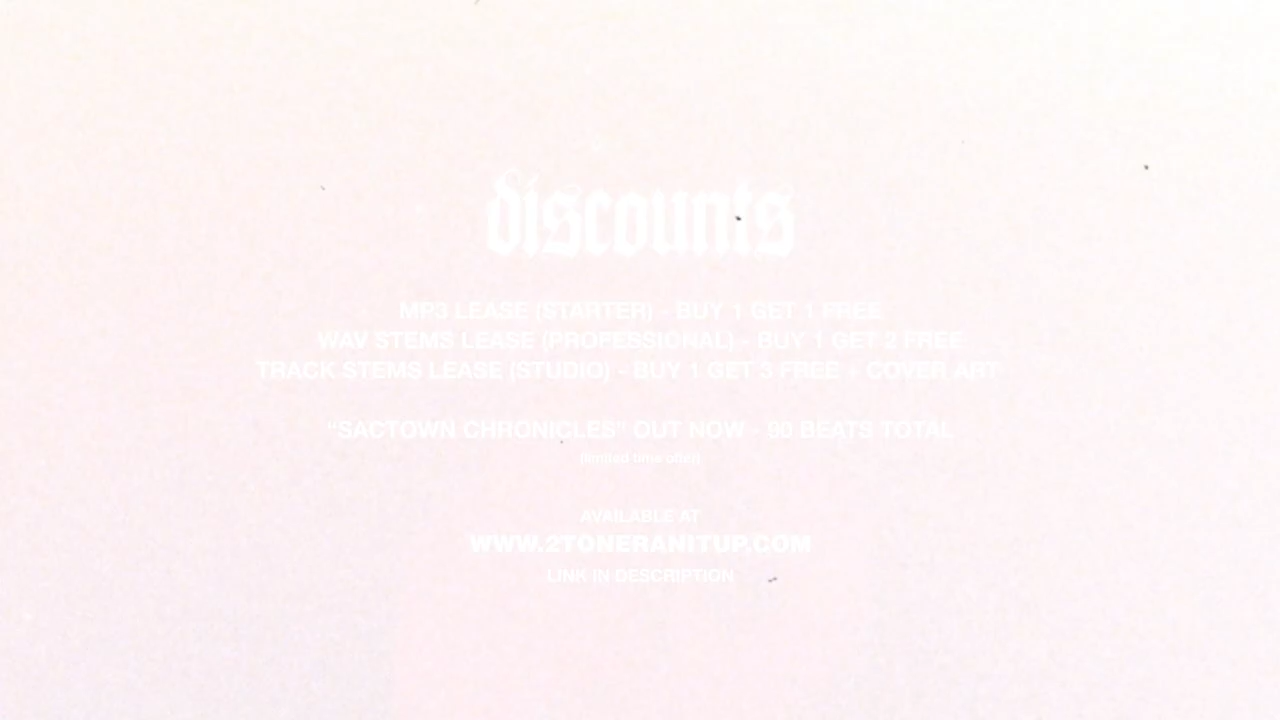 discounts
MP3 LEASE (STARTER) - BUY 1 GET 1 FREE
WAV STEMS LEASE (PROFESSIONAL) - BUY 1 GET 2 FREE
TRACK STEMS LEASE (STUDIO) - BUY 1 GET 3 FREE + COVER ART
“SACTOWN CHRONICLES” OUT NOW - 90 BEATS TOTAL
(limited time offer)
AVAILABLE AT
WWW.2TONERANITUP.COM
LINK IN DESCRIPTION